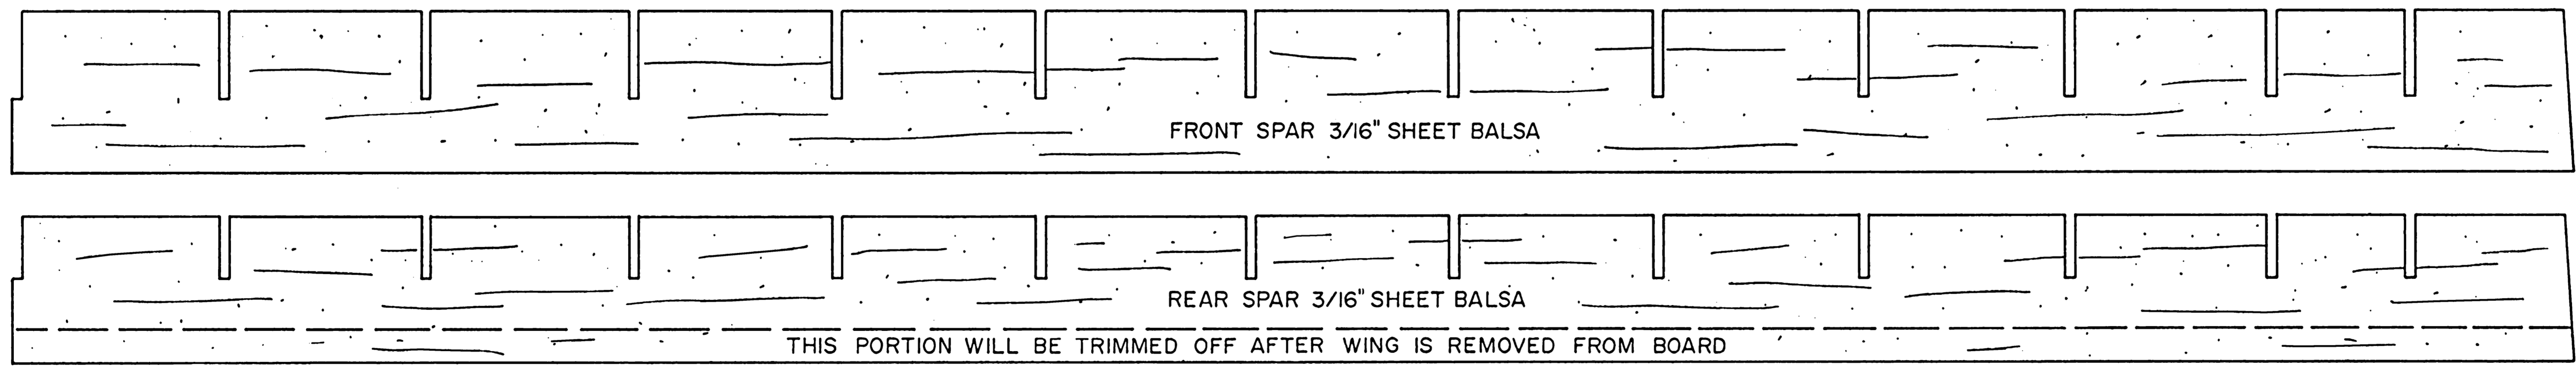 FRONT SPAR 3/16" SHEET BALSA
REAR SPAR 3/16" SHEET BALSA
THIS PORTION WILL BE TRIMMED OFF AFTER WING IS REMOVED FROM BOARD